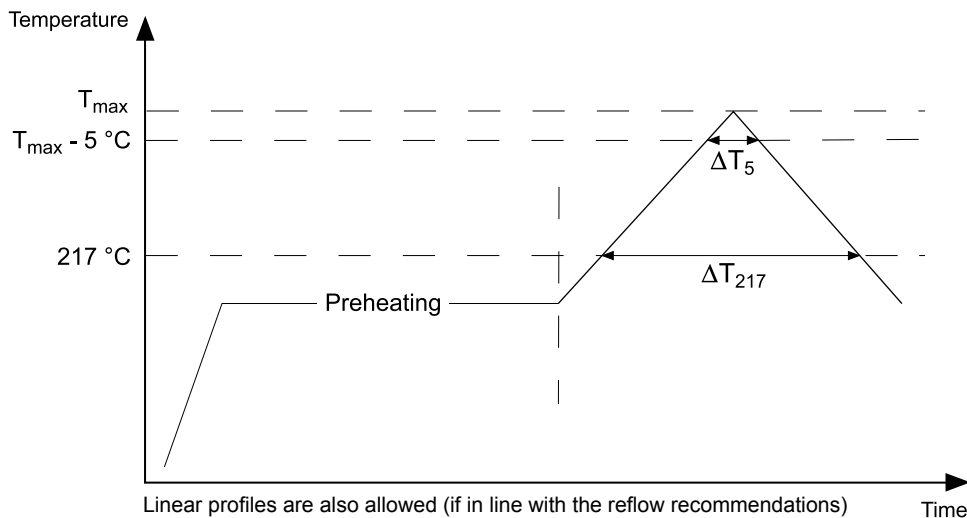 Temperature
Tmax
Tmax - 5 °C
ΔT5
217 °C
ΔT217
Preheating
Linear profiles are also allowed (if in line with the reflow recommendations)
Time